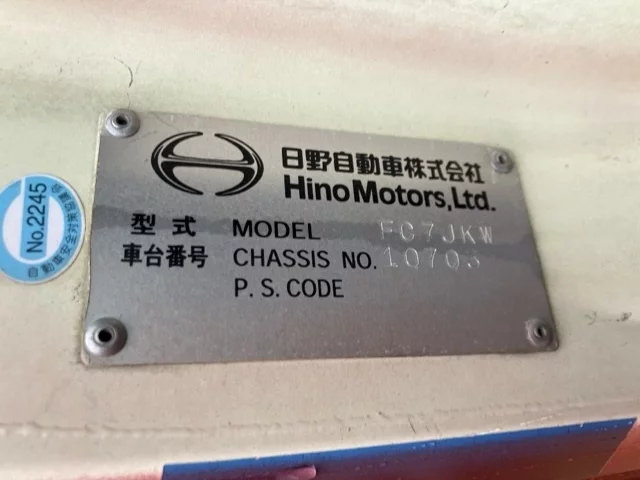 日野自動車株式会社
Hino Motors, Ltd.
型式 MODEL FC7JKW
車台番号 CHASSIS NO. 10703
P. S. CODE
No.2245